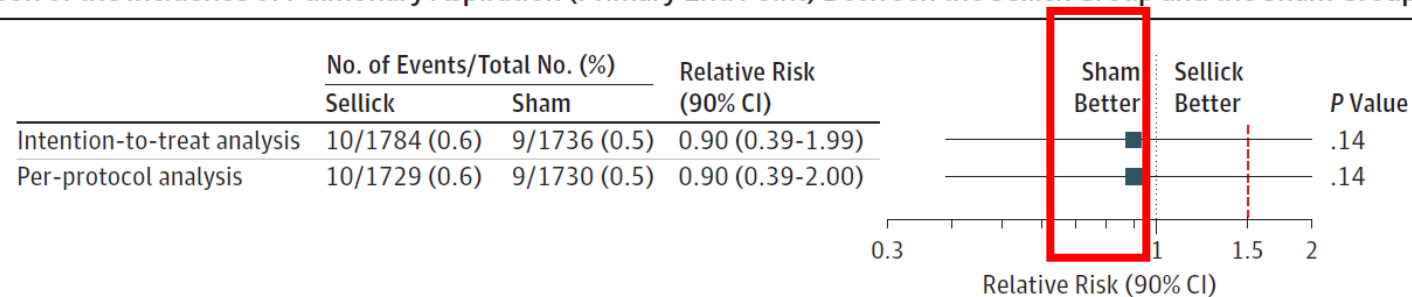 No. of Events/Total No. (%) Relative Risk (90% CI) Sham Better Sellick Better P Value
Sellick Sham
Intention-to-treat analysis 10/1784 (0.6) 9/1736 (0.5) 0.90 (0.39-1.99) .14
Per-protocol analysis 10/1729 (0.6) 9/1730 (0.5) 0.90 (0.39-2.00) .14
0.3 1 1.5 2
Relative Risk (90% CI)